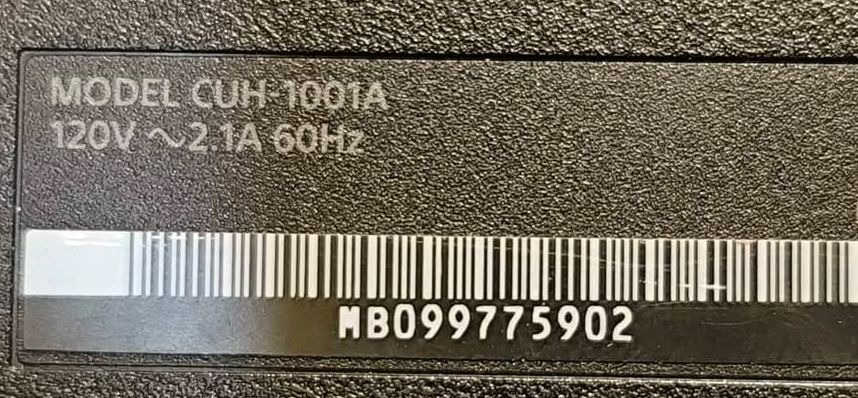 MODEL CUH-1001A
120V ～2.1A 60Hz
MB099775902